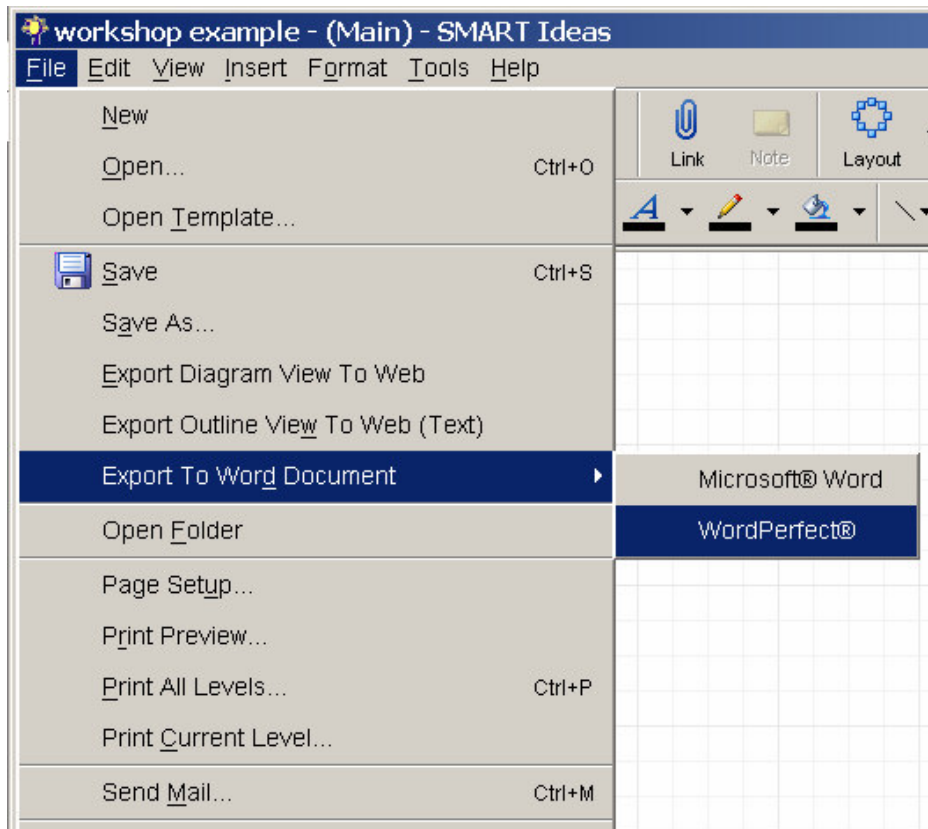 workshop example - (Main) - SMART Ideas
File Edit View Insert Format Tools Help
New
Open... Ctrl+O
Open Template...
Save Ctrl+S
Save As...
Export Diagram View To Web
Export Outline View To Web (Text)
Export To Word Document
Open Folder
Page Setup...
Print Preview...
Print All Levels... Ctrl+P
Print Current Level...
Send Mail... Ctrl+M
Link Note Layout
A
Microsoft® Word
WordPerfect®